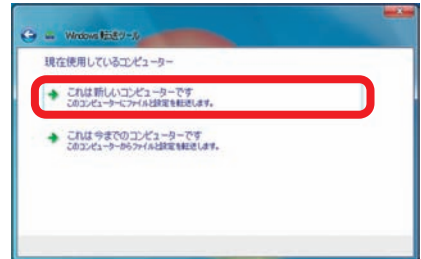 Windows 転送ツール
現在使用しているコンピューター
これは新しいコンピューターです
このコンピューターにファイルと設定を転送します。
これは今までのコンピューターです
このコンピューターからファイルと設定を転送します。